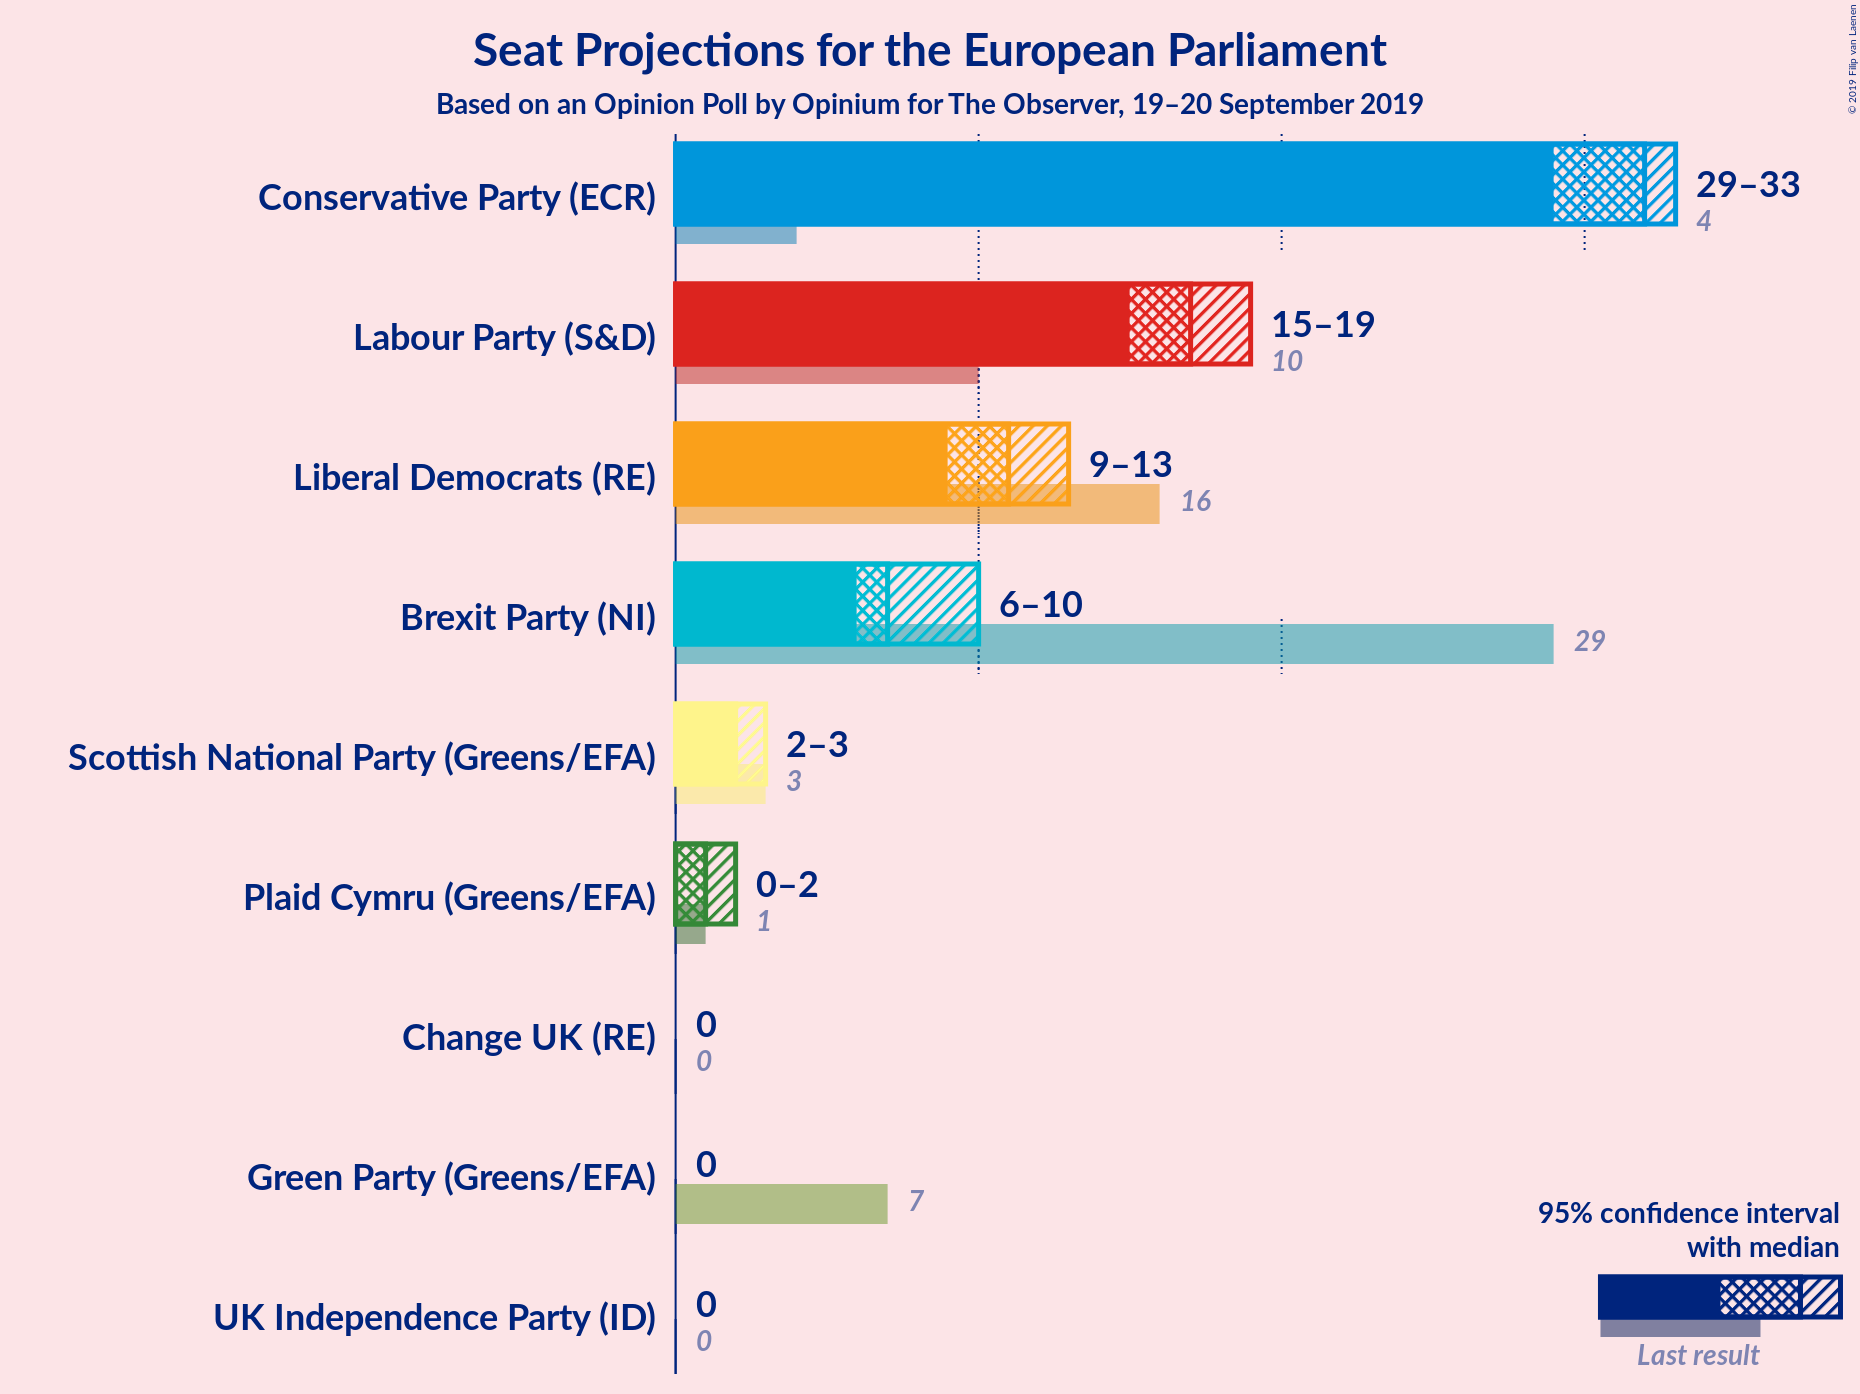 Seat Projections for the European Parliament
Based on an Opinion Poll by Opinium for The Observer, 19–20 September 2019
© 2019 Filip van Laenen
Conservative Party (ECR)
29–33
4
Labour Party (S&D)
15–19
10
Liberal Democrats (RE)
9–13
16
Brexit Party (NI)
6–10
29
Scottish National Party (Greens/EFA)
2–3
3
Plaid Cymru (Greens/EFA)
0–2
1
Change UK (RE)
0
0
Green Party (Greens/EFA)
0
7
UK Independence Party (ID)
0
0
95% confidence interval
with median
Last result